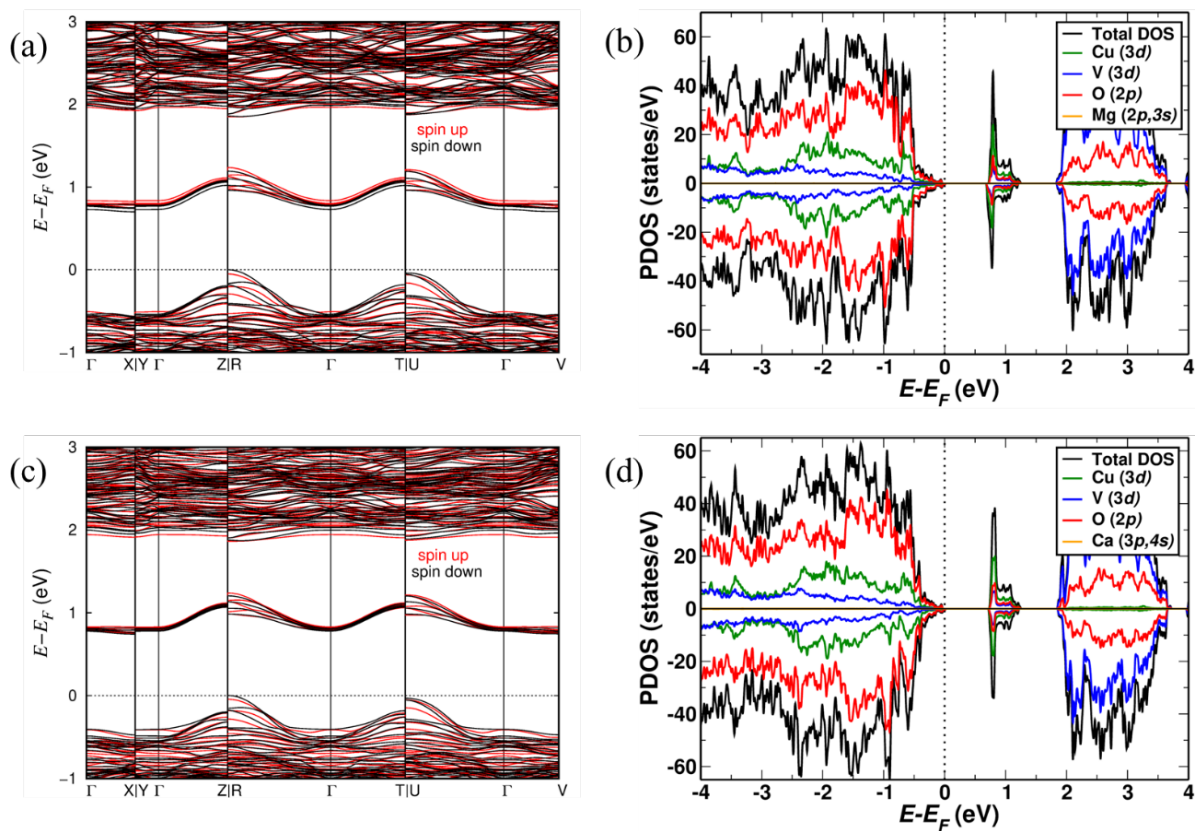 (a)
3
2
1
0
−1
E−EF (eV)
spin up
spin down
Γ X|Y Γ Z|R Γ T|U Γ V
(b)
60
40
20
0
-20
-40
-60
PDOS (states/eV)
Total DOS
Cu (3d)
V (3d)
O (2p)
Mg (2p,3s)
-4 -3 -2 -1 0 1 2 3 4
E-EF (eV)
(c)
3
2
1
0
−1
E−EF (eV)
spin up
spin down
Γ X|Y Γ Z|R Γ T|U Γ V
(d)
60
40
20
0
-20
-40
-60
PDOS (states/eV)
Total DOS
Cu (3d)
V (3d)
O (2p)
Ca (3p,4s)
-4 -3 -2 -1 0 1 2 3 4
E-EF (eV)